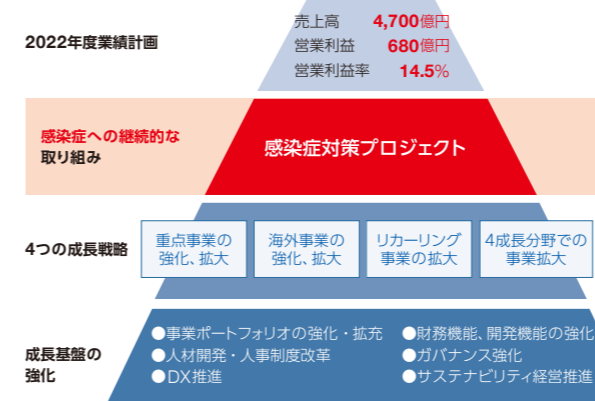 2022年度業績計画
売上高 4,700億円
営業利益 680億円
営業利益率 14.5%
感染症への継続的な
取り組み
感染症対策プロジェクト
4つの成長戦略
重点事業の
強化、拡大
海外事業の
強化、拡大
リカーリング
事業の拡大
4成長分野での
事業拡大
成長基盤の
強化
●事業ポートフォリオの強化・拡充
●人材開発・人事制度改革
●DX推進
●財務機能、開発機能の強化
●ガバナンス強化
●サステナビリティ経営推進